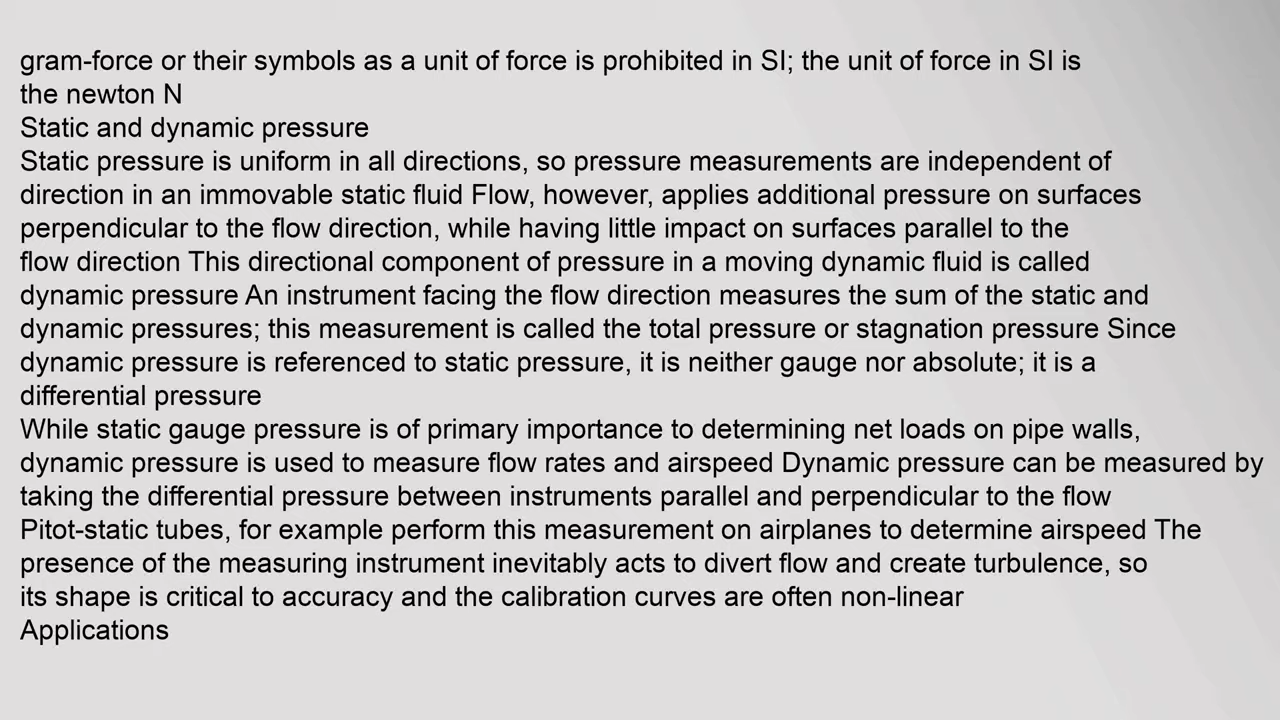 gram-force or their symbols as a unit of force is prohibited in SI; the unit of force in SI is
the newton N
Static and dynamic pressure
Static pressure is uniform in all directions, so pressure measurements are independent of
direction in an immovable static fluid Flow, however, applies additional pressure on surfaces
perpendicular to the flow direction, while having little impact on surfaces parallel to the
flow direction This directional component of pressure in a moving dynamic fluid is called
dynamic pressure An instrument facing the flow direction measures the sum of the static and
dynamic pressures; this measurement is called the total pressure or stagnation pressure Since
dynamic pressure is referenced to static pressure, it is neither gauge nor absolute; it is a
differential pressure
While static gauge pressure is of primary importance to determining net loads on pipe walls,
dynamic pressure is used to measure flow rates and airspeed Dynamic pressure can be measured by
taking the differential pressure between instruments parallel and perpendicular to the flow
Pitot-static tubes, for example perform this measurement on airplanes to determine airspeed The
presence of the measuring instrument inevitably acts to divert flow and create turbulence, so
its shape is critical to accuracy and the calibration curves are often non-linear
Applications